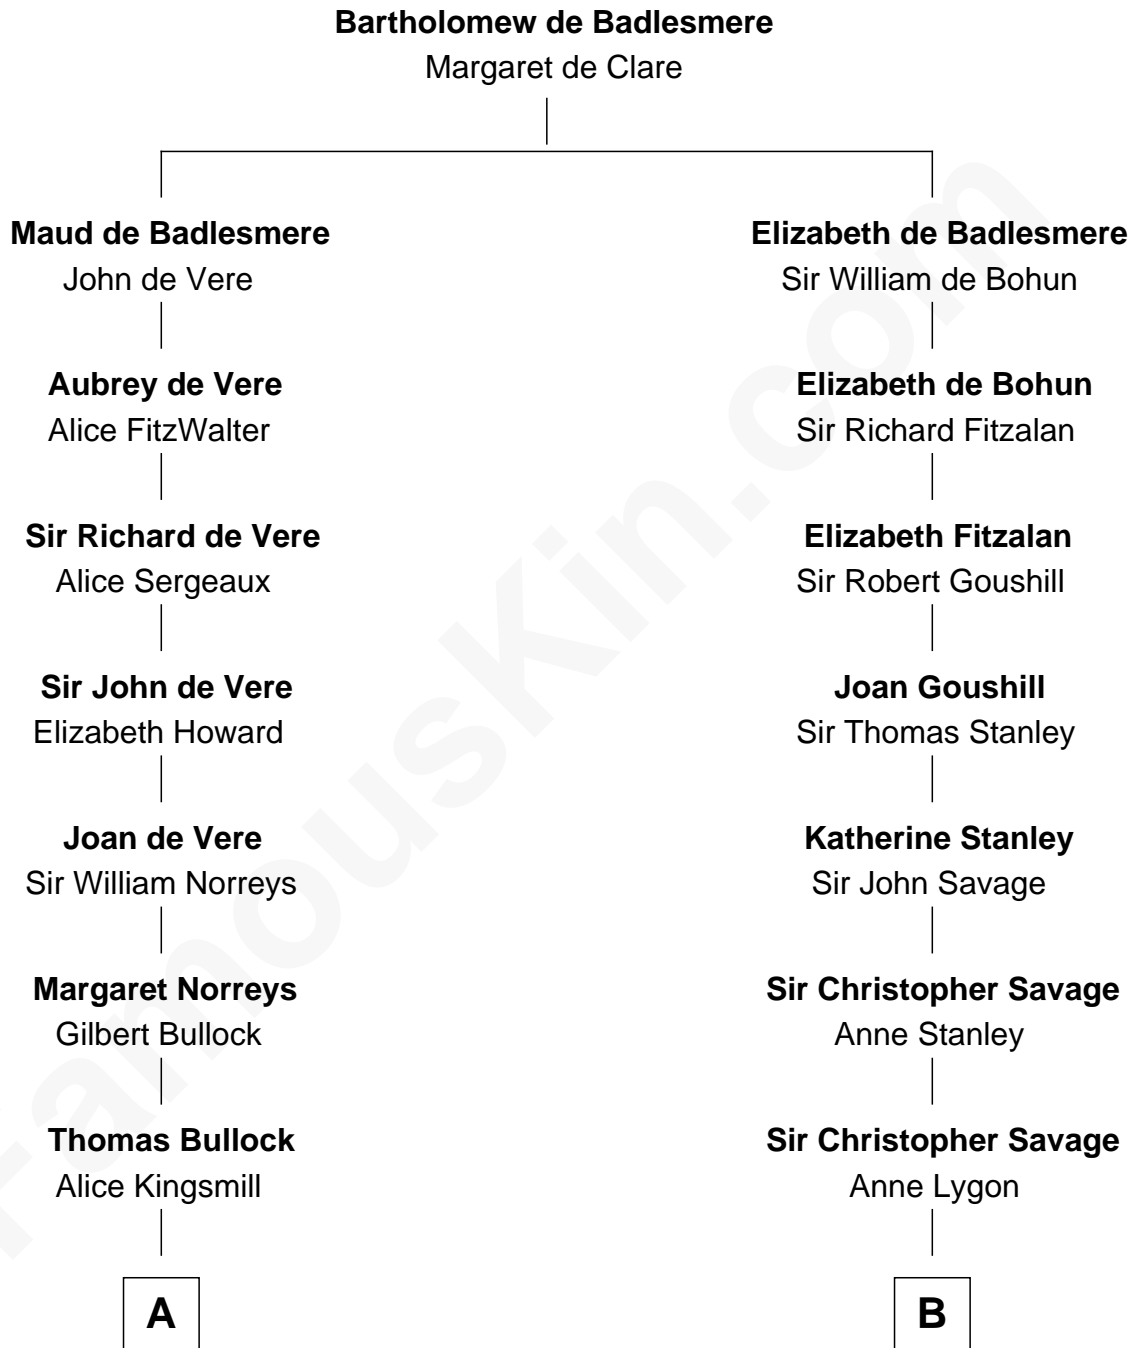 Bartholomew de Badlesmere
Margaret de Clare
Maud de Badlesmere
John de Vere
Elizabeth de Badlesmere
Sir William de Bohun
Aubrey de Vere
Alice FitzWalter
Elizabeth de Bohun
Sir Richard Fitzalan
Sir Richard de Vere
Alice Sergeaux
Elizabeth Fitzalan
Sir Robert Goushill
Sir John de Vere
Elizabeth Howard
Joan Goushill
Sir Thomas Stanley
Joan de Vere
Sir William Norreys
Katherine Stanley
Sir John Savage
Margaret Norreys
Gilbert Bullock
Sir Christopher Savage
Anne Stanley
Thomas Bullock
Alice Kingsmill
Sir Christopher Savage
Anne Lygon
A
B
FamousKin.com